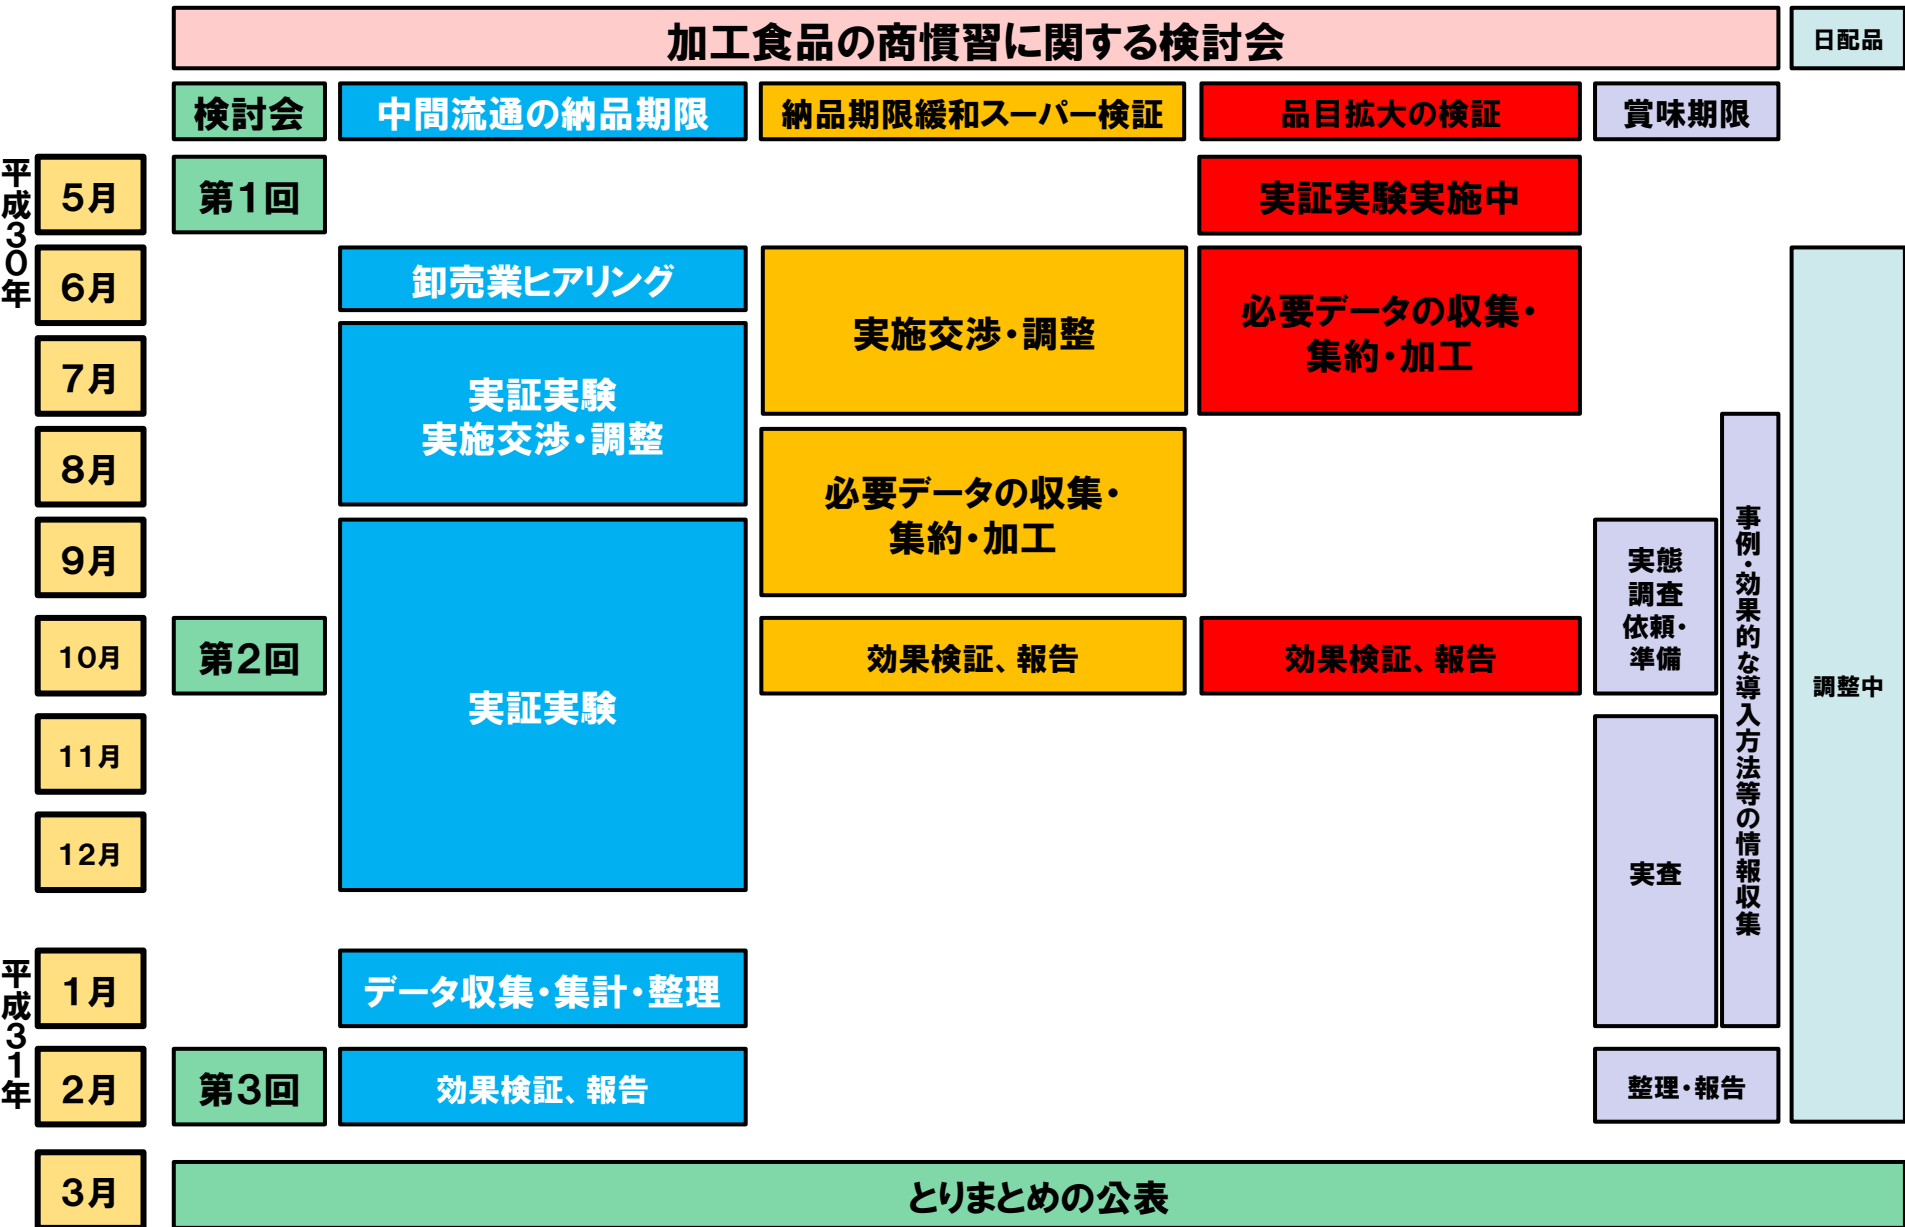 加工食品の商慣習に関する検討会
日配品
検討会
中間流通の納品期限
納品期限緩和スーパー検証
品目拡大の検証
賞味期限
平成30年
5月
第1回
実証実験実施中
6月
卸売業ヒアリング
実施交渉・調整
必要データの収集・
集約・加工
7月
実証実験
実施交渉・調整
8月
必要データの収集・
集約・加工
9月
実証実験
実態
調査
依頼・
準備
事例・効果的な導入方法等の情報収集
調整中
10月
第2回
効果検証、報告
効果検証、報告
11月
12月
実査
平成31年
1月
データ収集・集計・整理
2月
第3回
効果検証、報告
整理・報告
3月
とりまとめの公表